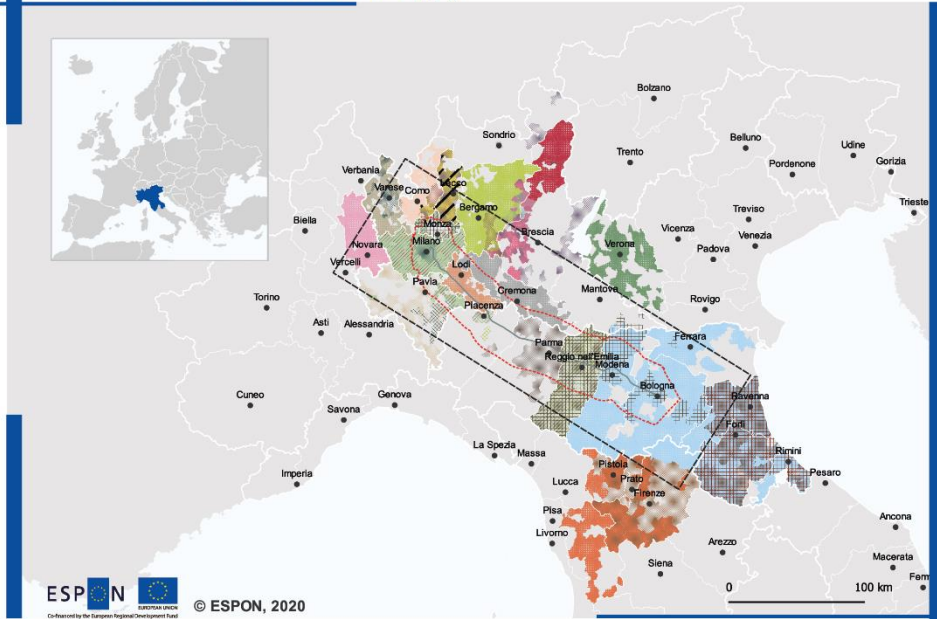 Bolzano
Sondrio
Belluno
Udine
Trento
Pordenone
Gorizia
Verbania
Varese
Como
Lecco
Trieste
Bergamo
Treviso
Biella
Monza
Brescia
Vicenza
Venezia
Novara
Milano
Verona
Padova
Vercelli
Lodi
Pavia
Cremona
Mantova
Torino
Piacenza
Rovigo
Asti
Alessandria
Parma
Ferrara
Reggio nell'Emilia
Modena
Bologna
Cuneo
Genova
Savona
Ravenna
Forlì
La Spezia
Massa
Rimini
Imperia
Pistoia
Pesaro
Lucca
Prato
Firenze
Pisa
Livorno
Ancona
Arezzo
Siena
Macerata
Ferm
0 100 km
ESPON
EUROPEAN UNION
Co-financed by the European Regional Development Fund
© ESPON, 2020